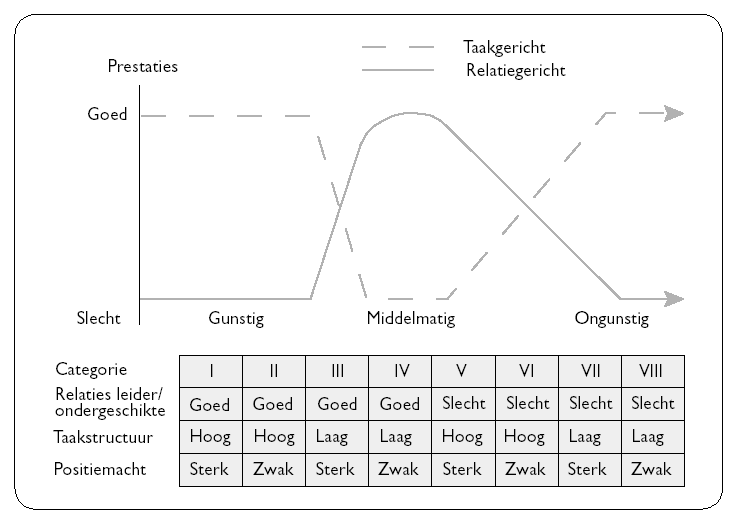 Taakgericht
Prestaties
Relatiegericht
Goed
Slecht
Gunstig Middelmatig Ongunstig
Categorie I II III IV V VI VII VIII
Relaties leider/
ondergeschikte Goed Goed Goed Goed Slecht Slecht Slecht Slecht
Taakstructuur Hoog Hoog Laag Laag Hoog Hoog Laag Laag
Positiemacht Sterk Zwak Sterk Zwak Sterk Zwak Sterk Zwak